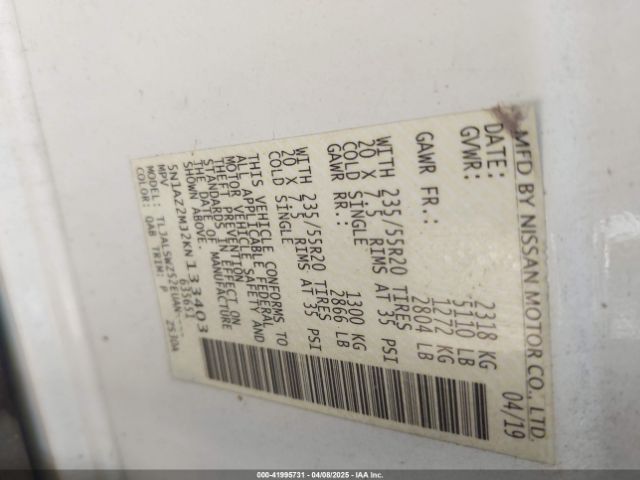 MFD BY NISSAN MOTOR CO., LTD.
DATE: 04/19
GVWR: 2318 KG
5110 LB
GAWR FR.: 1272 KG
2804 LB
WITH 235/55R20 TIRES
20 X 7.5 RIMS AT 35 PSI
COLD SINGLE
GAWR RR.: 1300 KG
2866 LB
WITH 235/55R20 TIRES
20 X 7.5 RIMS AT 35 PSI
COLD SINGLE
THIS VEHICLE CONFORMS TO
ALL APPLICABLE FEDERAL
MOTOR VEHICLE SAFETY AND
THEFT PREVENTION
STANDARDS IN EFFECT ON
THE DATE OF MANUFACTURE
SHOWN ABOVE.
5N1AZ2M32KN133403
MPV 635651
COLOR: QAB TRIM: P
00-41995731 - 04/08/2025 - IAA Inc.